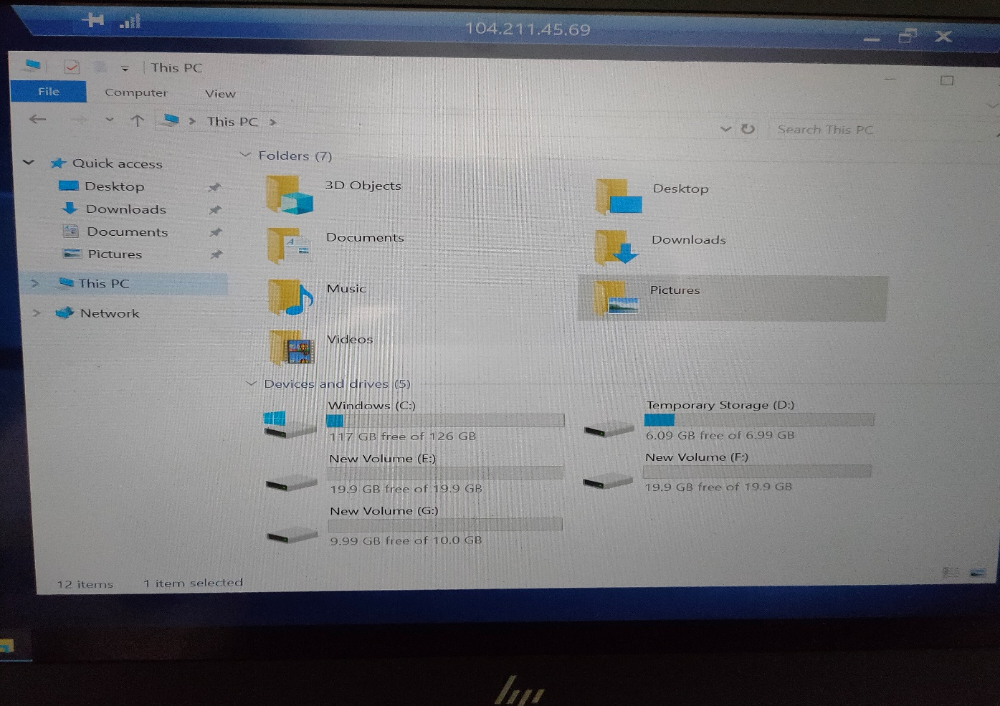 104.211.45.69
This PC
File Computer View
This PC
Search This PC
Quick access
Desktop
Downloads
Documents
Pictures
This PC
Network
Folders (7)
3D Objects
Desktop
Documents
Downloads
Music
Pictures
Videos
Devices and drives (5)
Windows (C:)
117 GB free of 126 GB
Temporary Storage (D:)
6.09 GB free of 6.99 GB
New Volume (E:)
19.9 GB free of 19.9 GB
New Volume (F:)
19.9 GB free of 19.9 GB
New Volume (G:)
9.99 GB free of 10.0 GB
12 items 1 item selected
hp